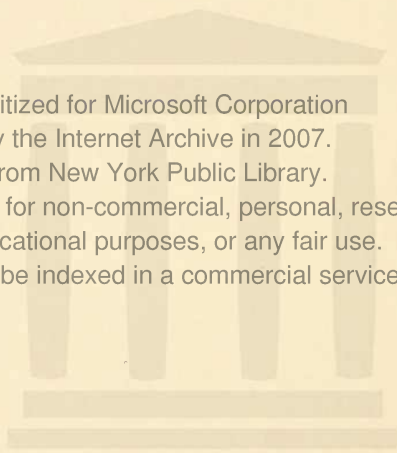 itized for Microsoft Corporation
the Internet Archive in 2007.
rom New York Public Library.
for non-commercial, personal, rese
cational purposes, or any fair use.
be indexed in a commercial service